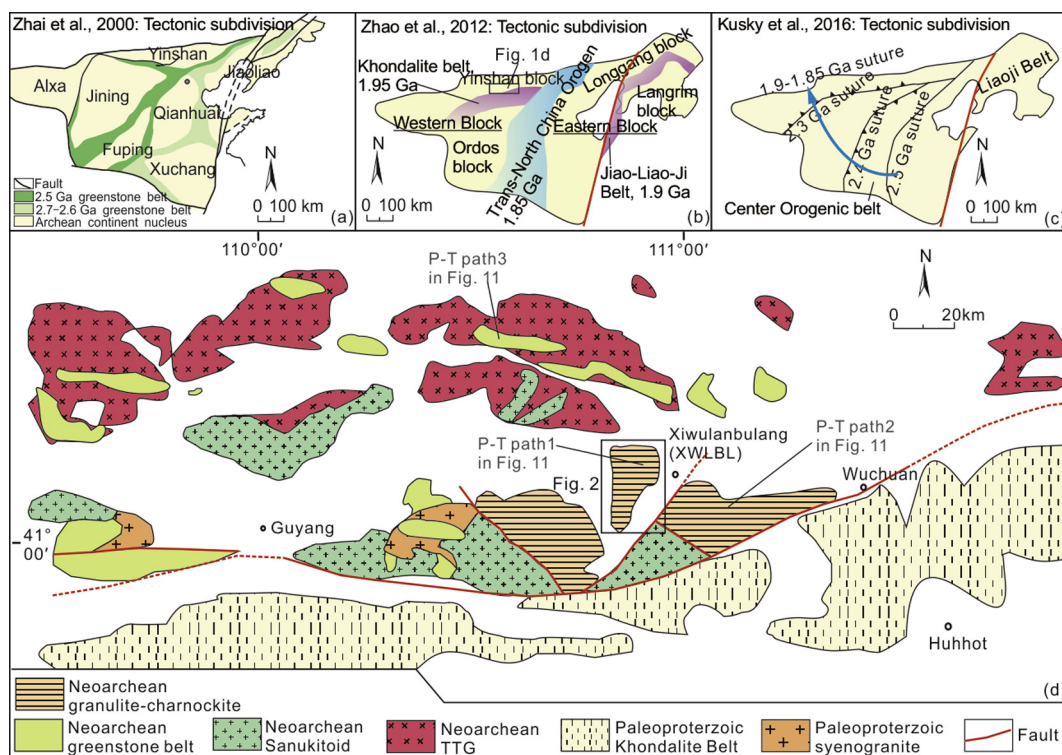 Zhai et al., 2000: Tectonic subdivision
Yinshan
Alxa
Jining
Jiaoliao
Qianhuai
Fuping
Xuchang
N
Fault
2.5 Ga greenstone belt
2.7-2.6 Ga greenstone belt
Archean continent nucleus
0 100 km
(a)
Zhao et al., 2012: Tectonic subdivision
Fig. 1d
Khondalite belt,
1.95 Ga
Yinshan block
Longgang block
Langrim
block
Western Block
Eastern Block
Ordos
block
Trans-North China Orogen
1.85 Ga
Jiao-Liao-Ji
Belt, 1.9 Ga
N
0 100 km
(b)
Kusky et al., 2016: Tectonic subdivision
1.9-1.85 Ga suture
2.3 Ga suture
2.5 Ga suture
Liaoji Belt
Center Orogenic belt
N
0 100 km
(c)
110°00′
111°00′
P-T path3
in Fig. 11
N
0 20km
P-T path1
in Fig. 11
Xiwulanbulang
(XWLBL)
P-T path2
in Fig. 11
Fig. 2
Wuchuan
Guyang
41°
00′
Huhhot
(d)
Neoarchean
granulite-charnockite
Neoarchean
greenstone belt
Neoarchean
Sanukitoid
Neoarchean
TTG
Paleoproterzoic
Khondalite Belt
Paleoproterzoic
syenogranite
Fault